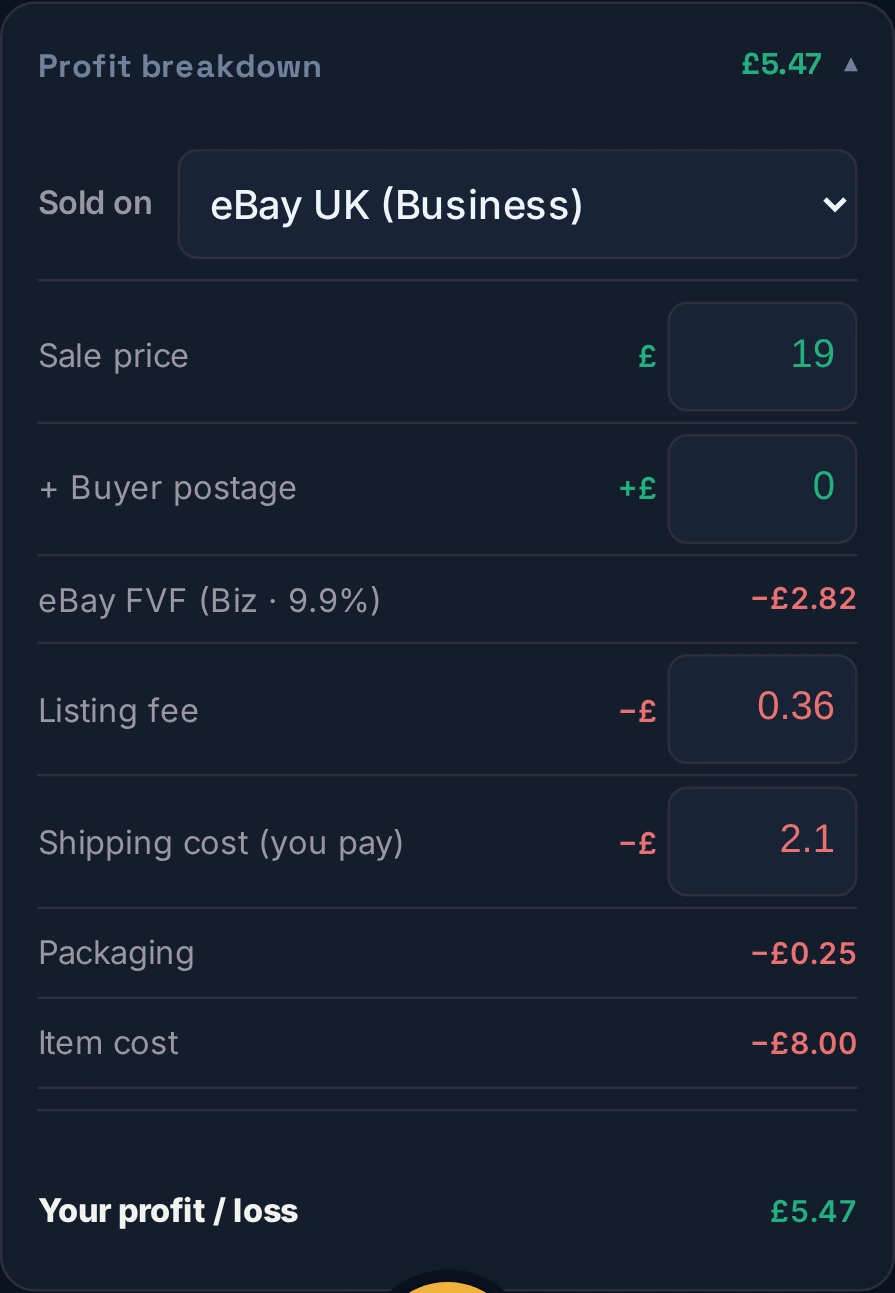 Profit breakdown £5.47 ▲
Sold on eBay UK (Business)
Sale price £ 19
+ Buyer postage +£ 0
eBay FVF (Biz · 9.9%) −£2.82
Listing fee −£ 0.36
Shipping cost (you pay) −£ 2.1
Packaging −£0.25
Item cost −£8.00
Your profit / loss £5.47